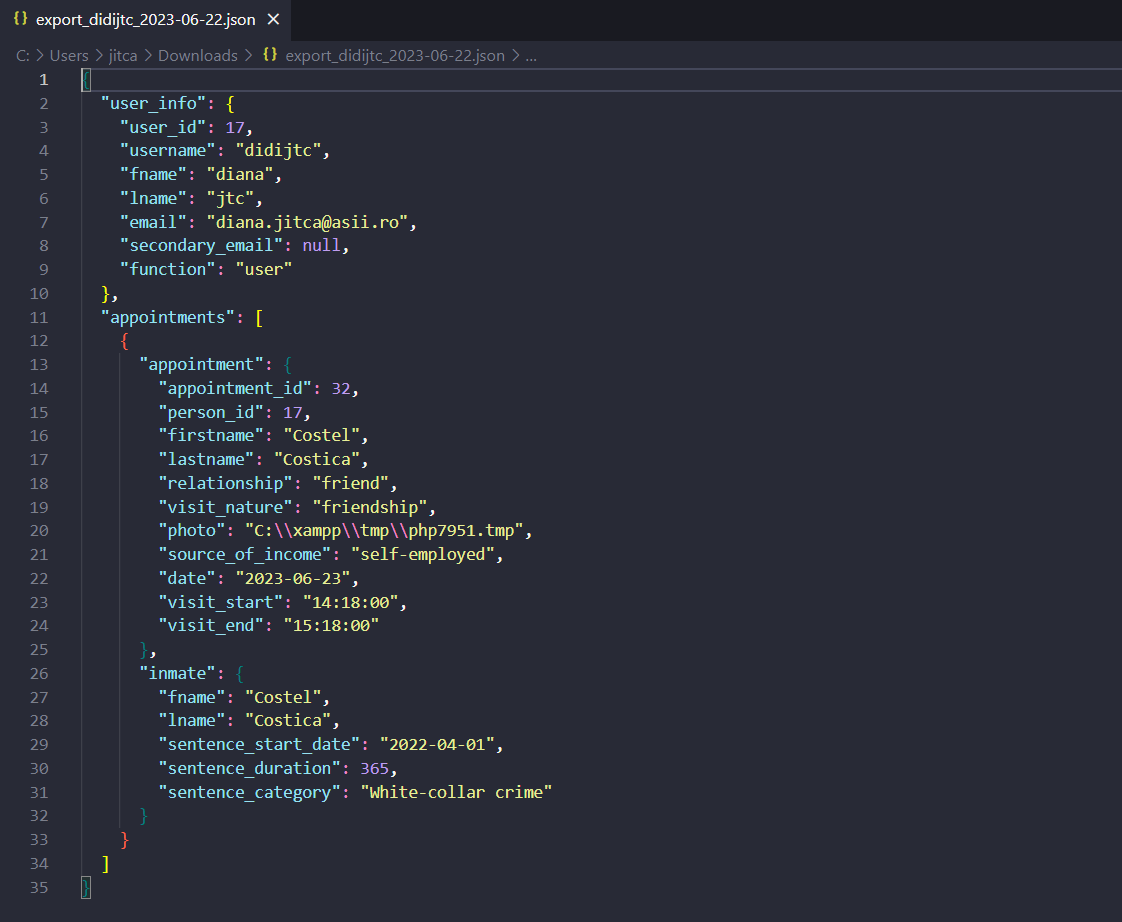 {} export_didijtc_2023-06-22.json ×
C: > Users > jitca > Downloads > {} export_didijtc_2023-06-22.json > ...
1 {
2 "user_info": {
3 "user_id": 17,
4 "username": "didijtc",
5 "fname": "diana",
6 "lname": "jtc",
7 "email": "diana.jitca@asii.ro",
8 "secondary_email": null,
9 "function": "user"
10 },
11 "appointments": [
12 {
13 "appointment": {
14 "appointment_id": 32,
15 "person_id": 17,
16 "firstname": "Costel",
17 "lastname": "Costica",
18 "relationship": "friend",
19 "visit_nature": "friendship",
20 "photo": "C:\\xampp\\tmp\\php7951.tmp",
21 "source_of_income": "self-employed",
22 "date": "2023-06-23",
23 "visit_start": "14:18:00",
24 "visit_end": "15:18:00"
25 },
26 "inmate": {
27 "fname": "Costel",
28 "lname": "Costica",
29 "sentence_start_date": "2022-04-01",
30 "sentence_duration": 365,
31 "sentence_category": "White-collar crime"
32 }
33 }
34 ]
35 }